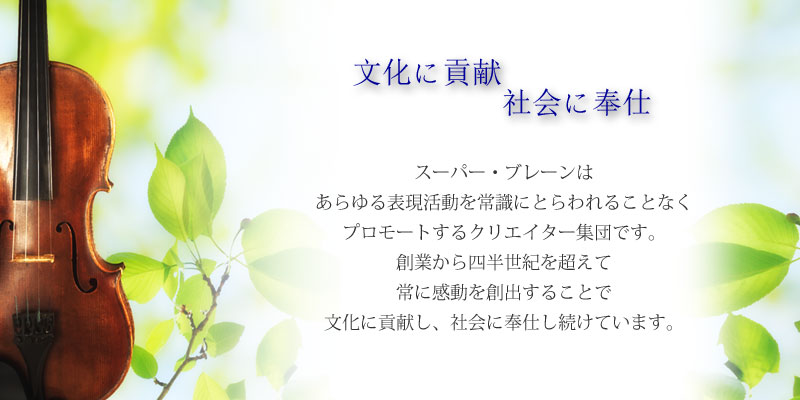 文化に貢献
社会に奉仕
スーパー・ブレーンは
あらゆる表現活動を常識にとらわれることなく
プロモートするクリエイター集団です。
創業から四半世紀を超えて
常に感動を創出することで
文化に貢献し、社会に奉仕し続けています。